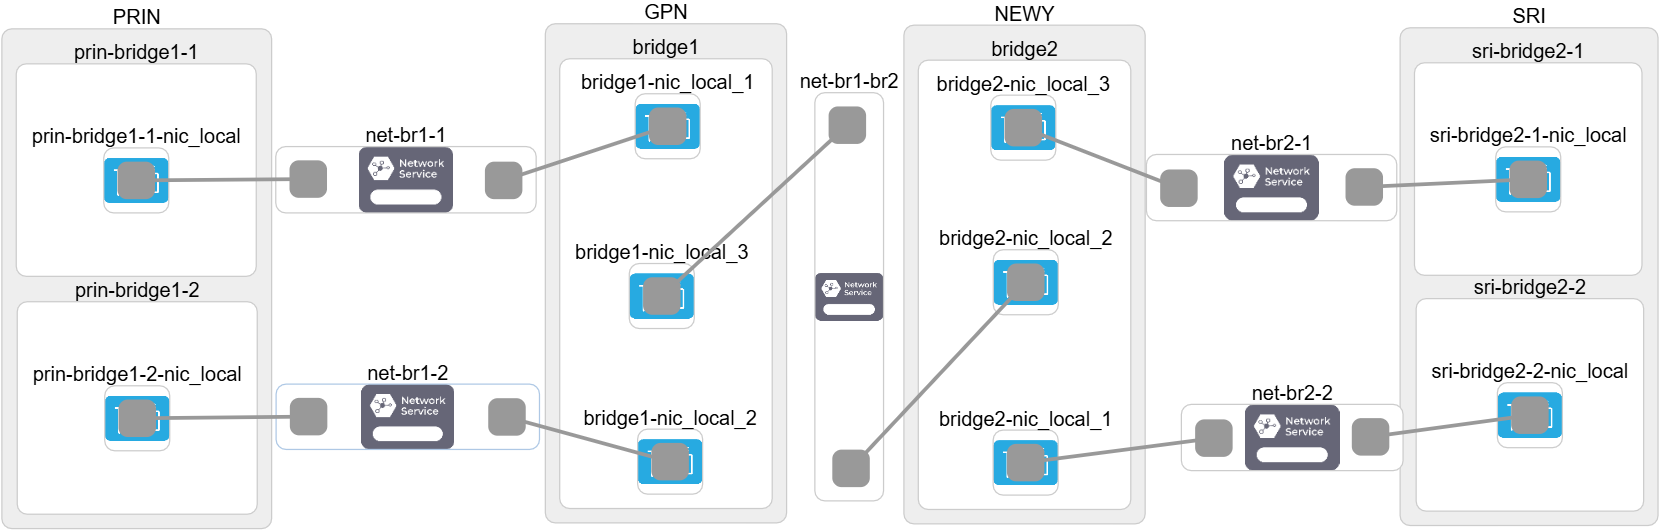 PRIN
prin-bridge1-1
prin-bridge1-1-nic_local
prin-bridge1-2
prin-bridge1-2-nic_local
net-br1-1
Network
Service
net-br1-2
Network
Service
GPN
bridge1
bridge1-nic_local_1
bridge1-nic_local_3
bridge1-nic_local_2
net-br1-br2
Network
Service
NEWY
bridge2
bridge2-nic_local_3
bridge2-nic_local_2
bridge2-nic_local_1
net-br2-1
Network
Service
net-br2-2
Network
Service
SRI
sri-bridge2-1
sri-bridge2-1-nic_local
sri-bridge2-2
sri-bridge2-2-nic_local